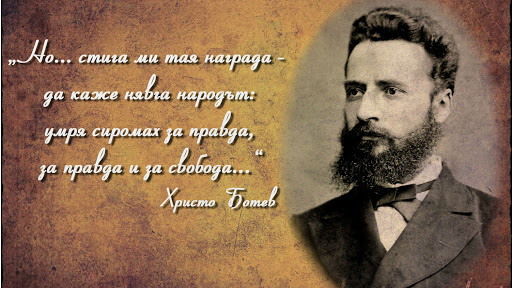 „Но... стига ми тая награда -
да каже нявга народът:
умря сиромах за правда,
за правда и за свобода...“
Христо Ботев